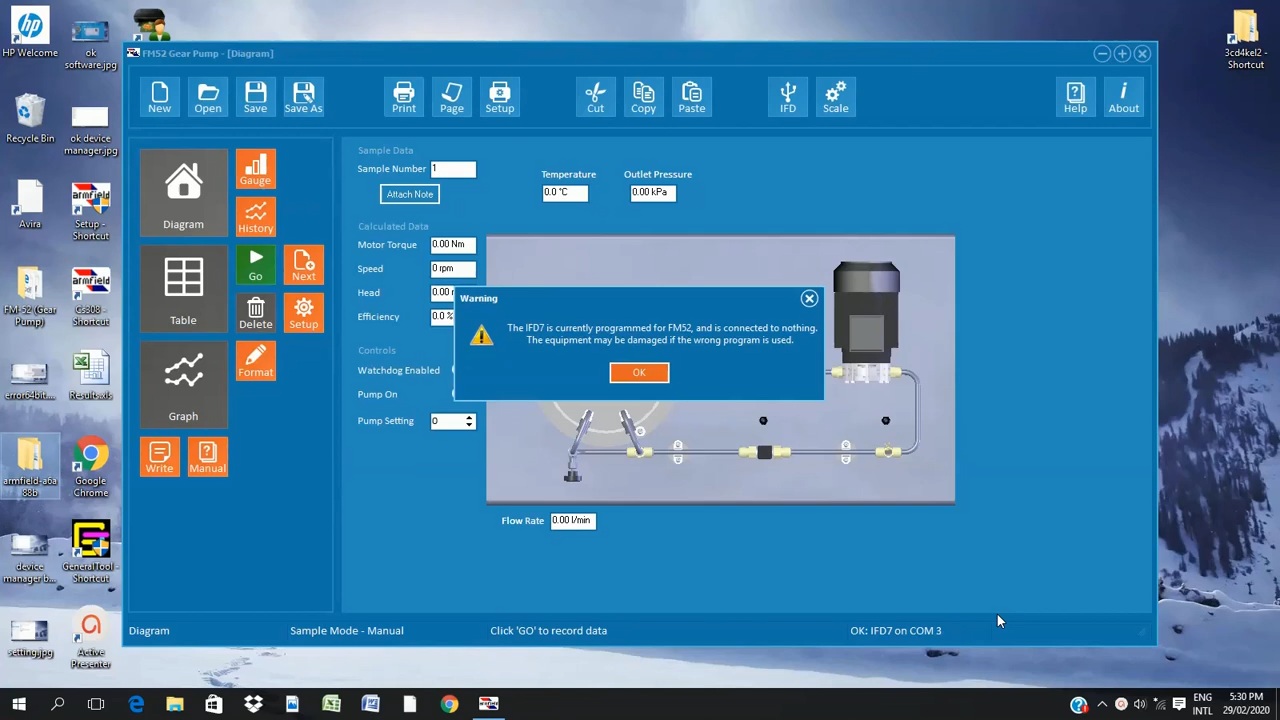 HP Welcome
ok
software.jpg
Recycle Bin
ok device
manager.jpg
Avira
armfield
Setup -
Shortcut
FM-52 (Gear
Pump)
armfield
Shortcut
error64bit....
Results.xls
armfield-a6a
88b
Google
Chrome
device
manager b...
GeneralTool -
Shortcut
setting.jpg
Active
Presenter
3cd4kel2 -
Shortcut
FM52 Gear Pump - [Diagram]
New
Open
Save
Save As
Print
Page
Setup
Cut
Copy
Paste
IFD
Scale
Help
About
Diagram
Gauge
History
Table
Go
Next
Delete
Setup
Graph
Format
Write
Manual
Sample Data
Sample Number 1
Attach Note
Temperature
0.0 °C
Outlet Pressure
0.00 kPa
Calculated Data
Motor Torque 0.00 Nm
Speed 0 rpm
Head
Efficiency 0.0 %
Controls
Watchdog Enabled
Pump On
Pump Setting 0
Warning
The IFD7 is currently programmed for FM52, and is connected to nothing.
The equipment may be damaged if the wrong program is used.
OK
Flow Rate 0.00 l/min
Diagram
Sample Mode - Manual
Click 'GO' to record data
OK: IFD7 on COM 3
ENG
INTL
5:30 PM
29/02/2020